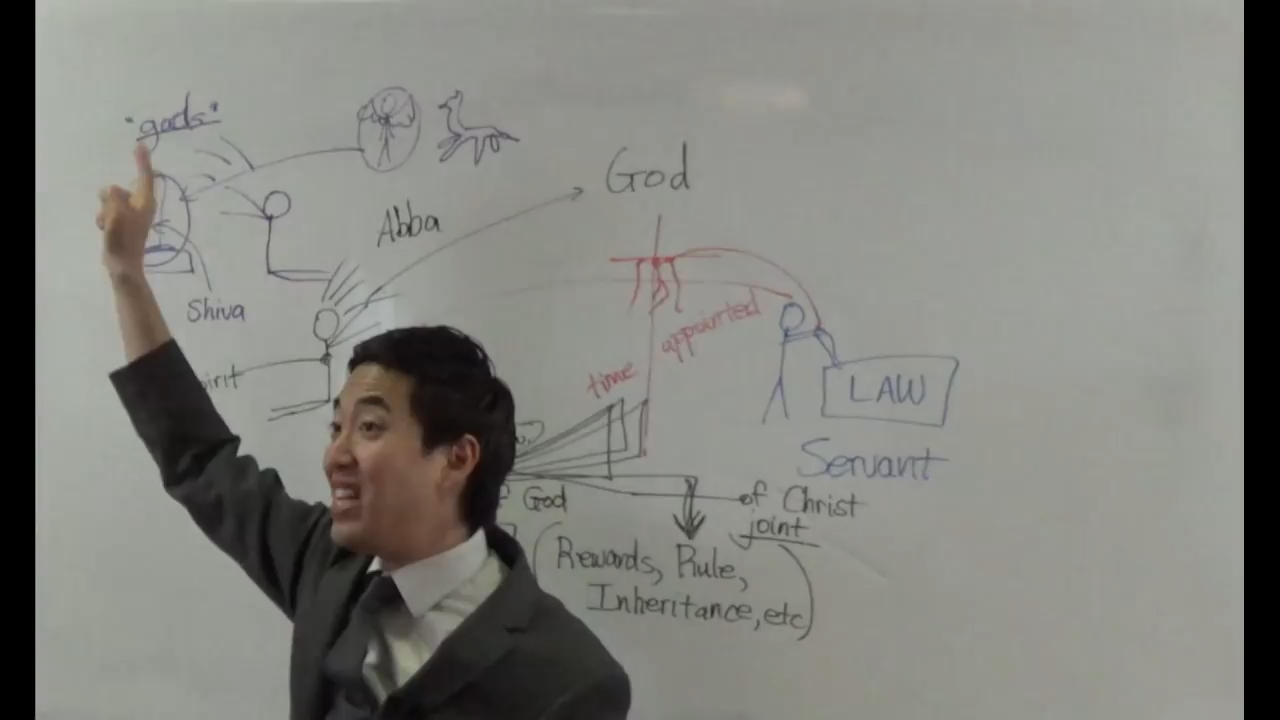 "gods"
God
Abba
Shiva
appointed
time
LAW
Servant
God
of Christ
joint
(Rewards, Rule,
Inheritance, etc)